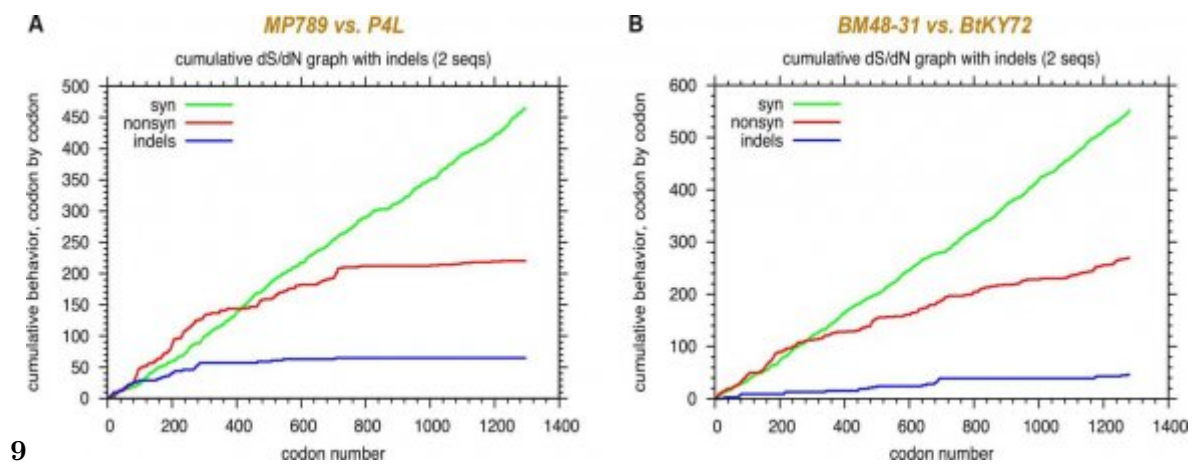 A
MP789 vs. P4L
cumulative dS/dN graph with indels (2 seqs)
cumulative behavior, codon by codon
500
450
400
350
300
250
200
150
100
50
0
syn
nonsyn
indels
0 200 400 600 800 1000 1200 1400
codon number
B
BM48-31 vs. BtKY72
cumulative dS/dN graph with indels (2 seqs)
cumulative behavior, codon by codon
600
500
400
300
200
100
0
syn
nonsyn
indels
0 200 400 600 800 1000 1200 1400
codon number
9